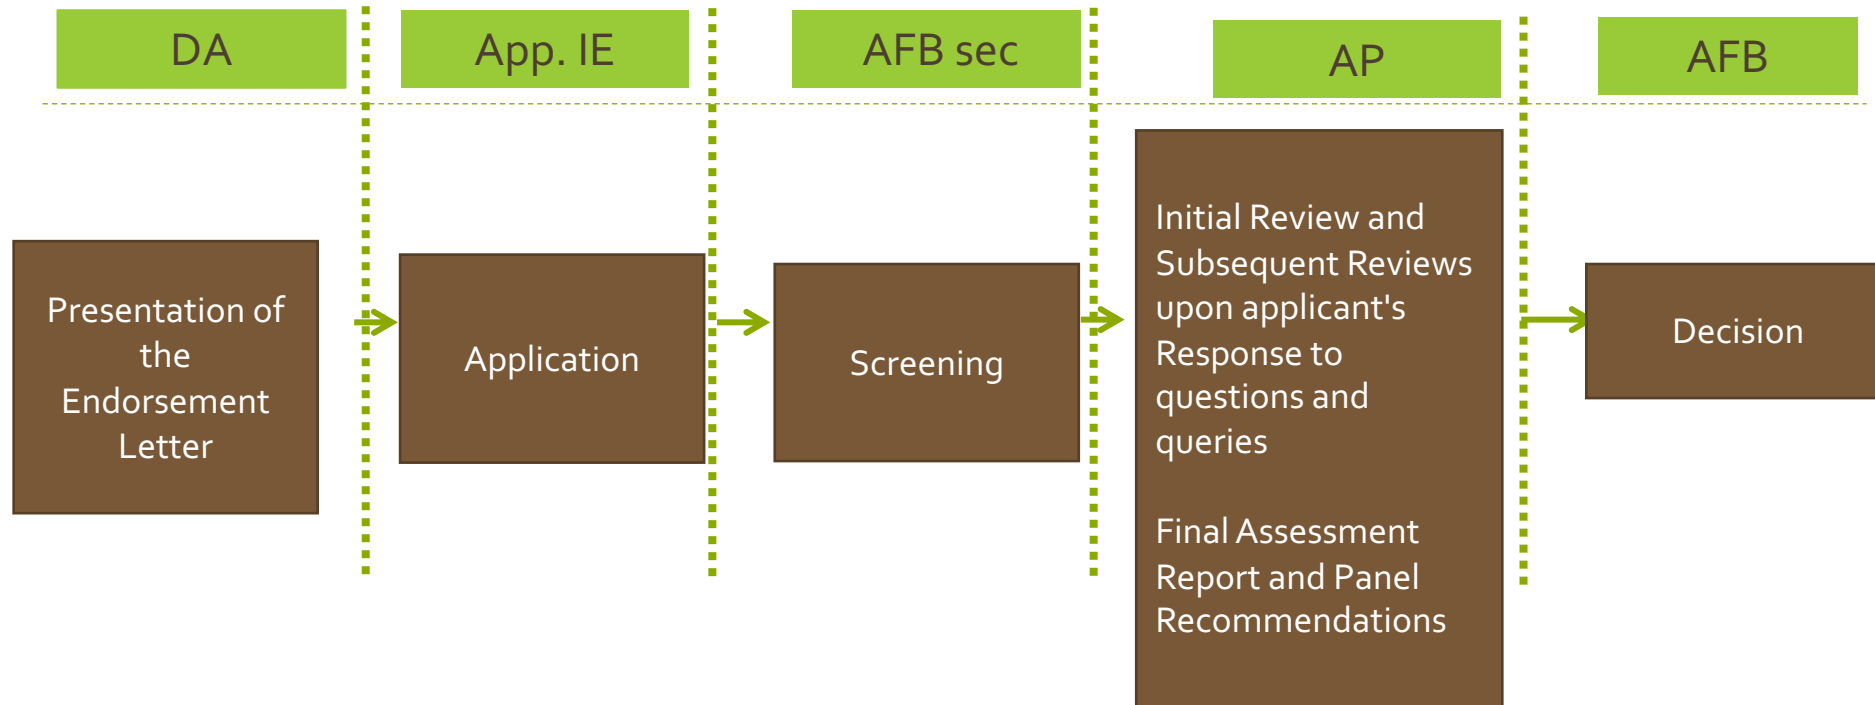 DA
App. IE
AFB sec
AP
AFB
Presentation of
the
Endorsement
Letter
Application
Screening
Initial Review and
Subsequent Reviews
upon applicant's
Response to
questions and
queries
Final Assessment
Report and Panel
Recommendations
Decision